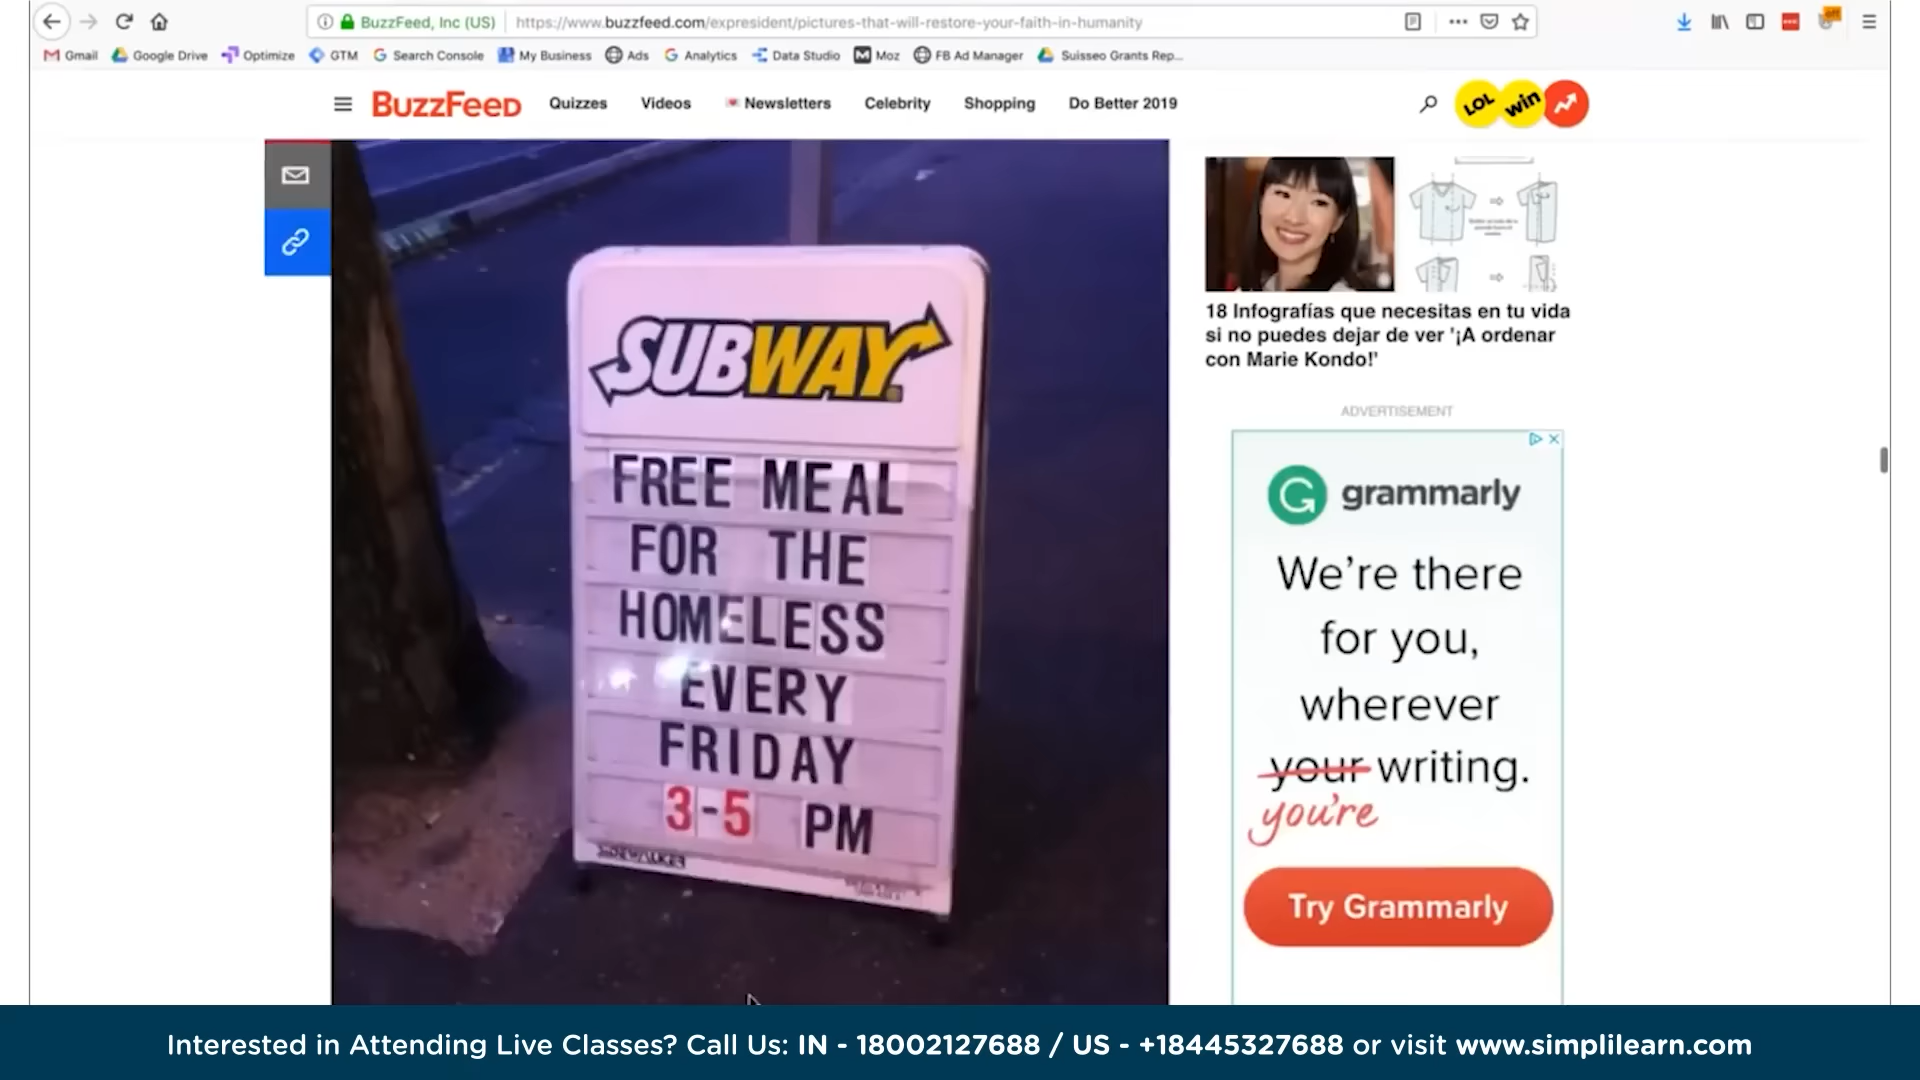 BuzzFeed, Inc (US)
https://www.buzzfeed.com/expresident/pictures-that-will-restore-your-faith-in-humanity
off
Gmail
Google Drive
Optimize
GTM
Search Console
My Business
Ads
Analytics
Data Studio
Moz
FB Ad Manager
Suisseo Grants Rep...
BuzzFeed
Quizzes
Videos
Newsletters
Celebrity
Shopping
Do Better 2019
LOL
win
SUBWAY
FREE MEAL
FOR THE
HOMELESS
EVERY
FRIDAY
3-5 PM
SIDEWALKER
18 Infografías que necesitas en tu vida
si no puedes dejar de ver '¡A ordenar
con Marie Kondo!'
ADVERTISEMENT
grammarly
We're there
for you,
wherever
your writing.
you're
Try Grammarly
Interested in Attending Live Classes? Call Us: IN - 18002127688 / US - +18445327688 or visit www.simplilearn.com